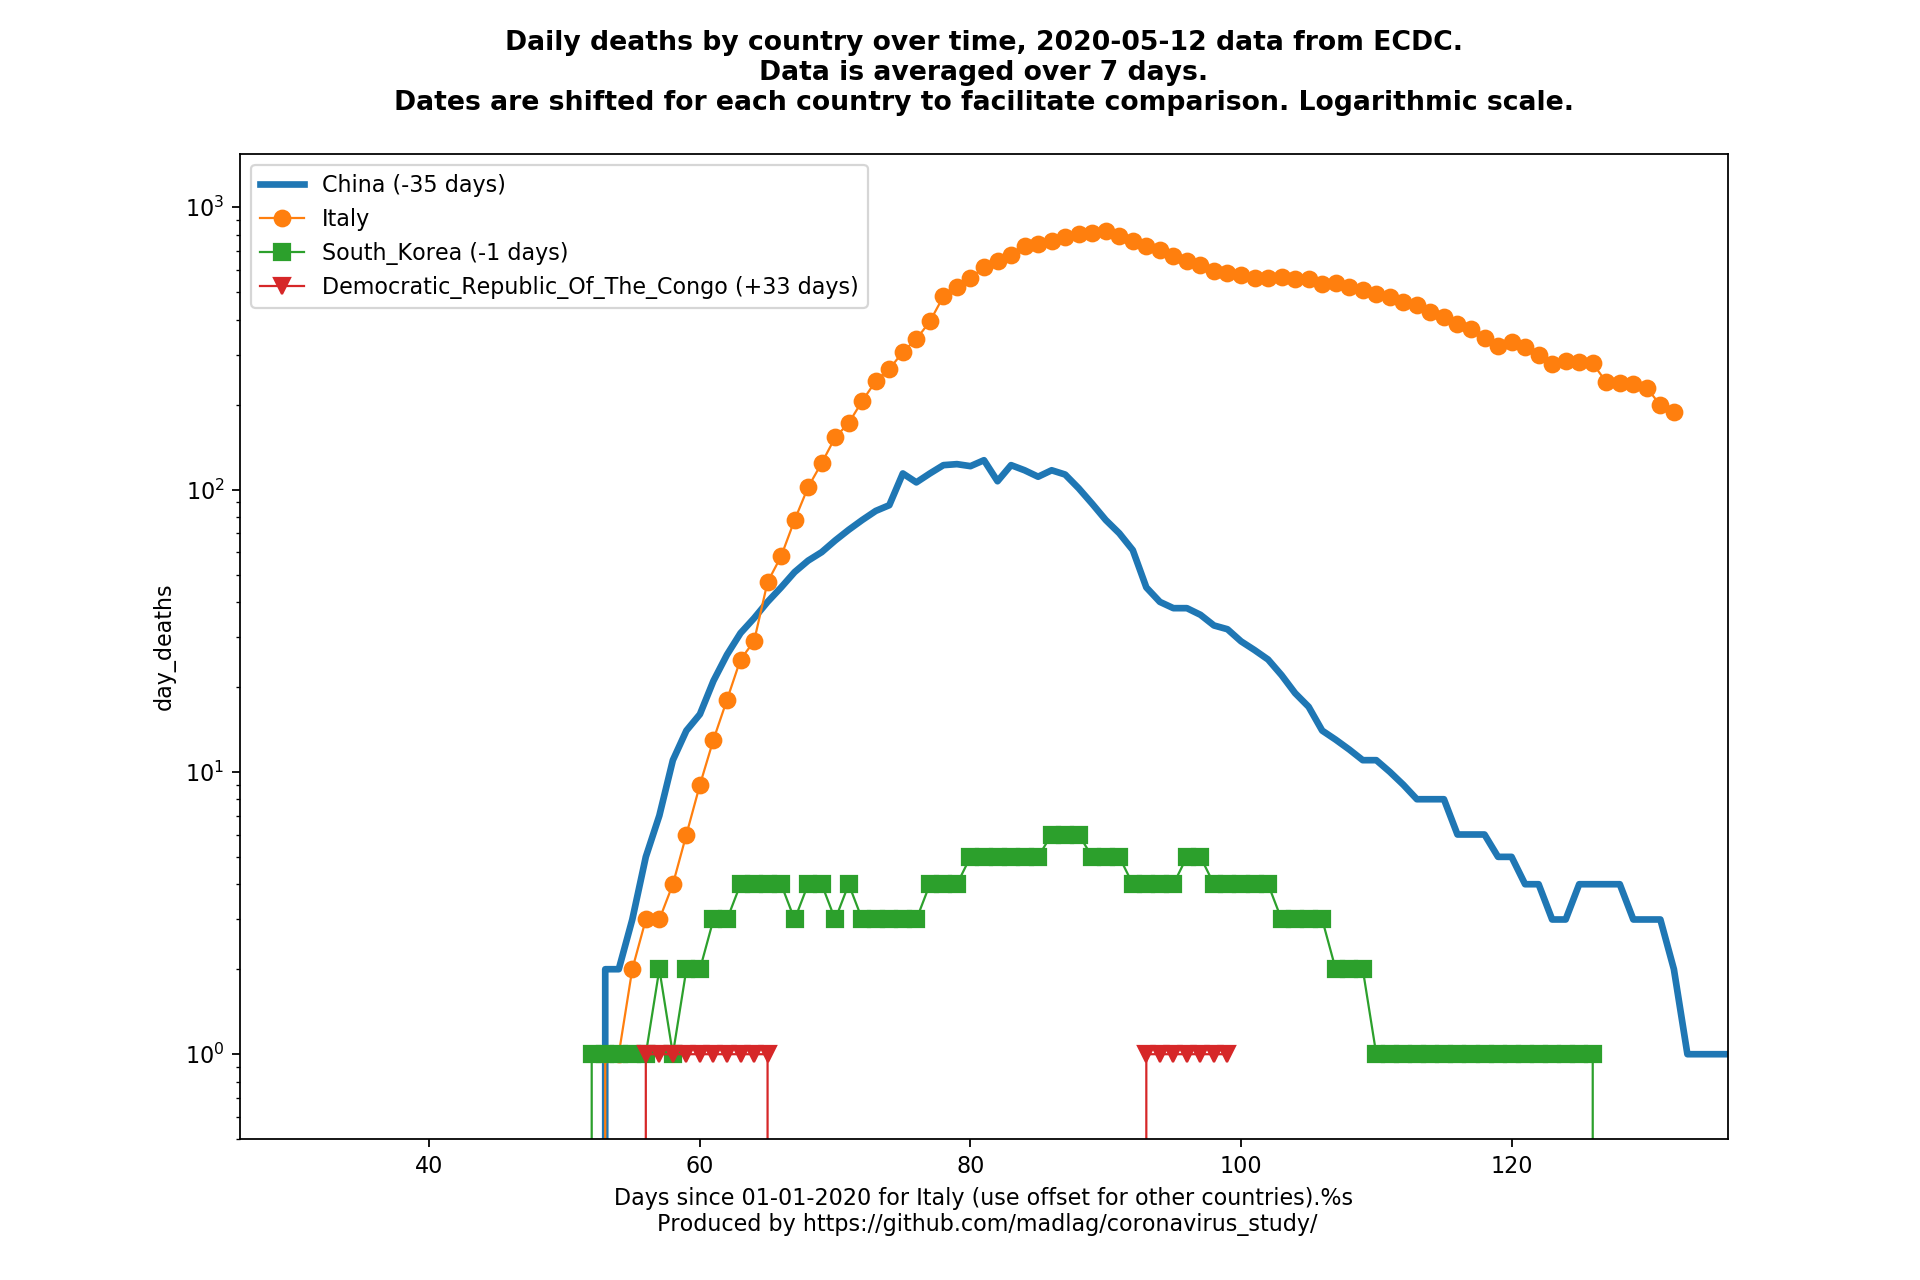 Daily deaths by country over time, 2020-05-12 data from ECDC.
Data is averaged over 7 days.
Dates are shifted for each country to facilitate comparison. Logarithmic scale.
China (-35 days)
Italy
South_Korea (-1 days)
Democratic_Republic_Of_The_Congo (+33 days)
10³
10²
10¹
10⁰
day_deaths
40 60 80 100 120
Days since 01-01-2020 for Italy (use offset for other countries).%s
Produced by https://github.com/madlag/coronavirus_study/